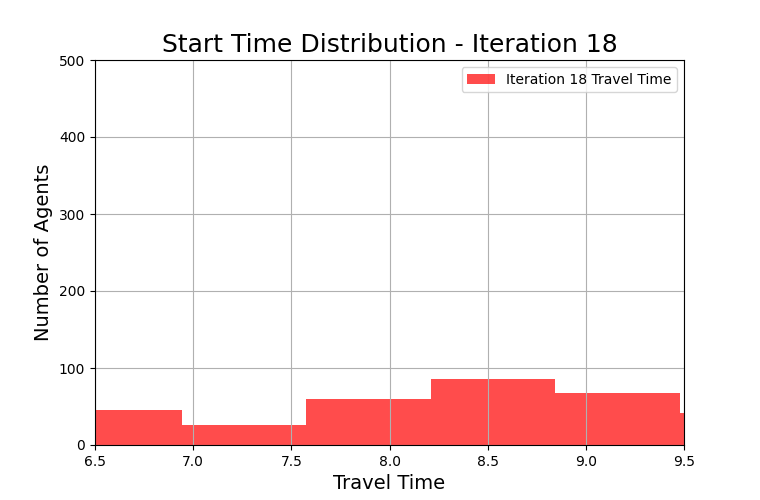 Start Time Distribution - Iteration 18
Iteration 18 Travel Time
Number of Agents
500
400
300
200
100
0
6.5 7.0 7.5 8.0 8.5 9.0 9.5
Travel Time